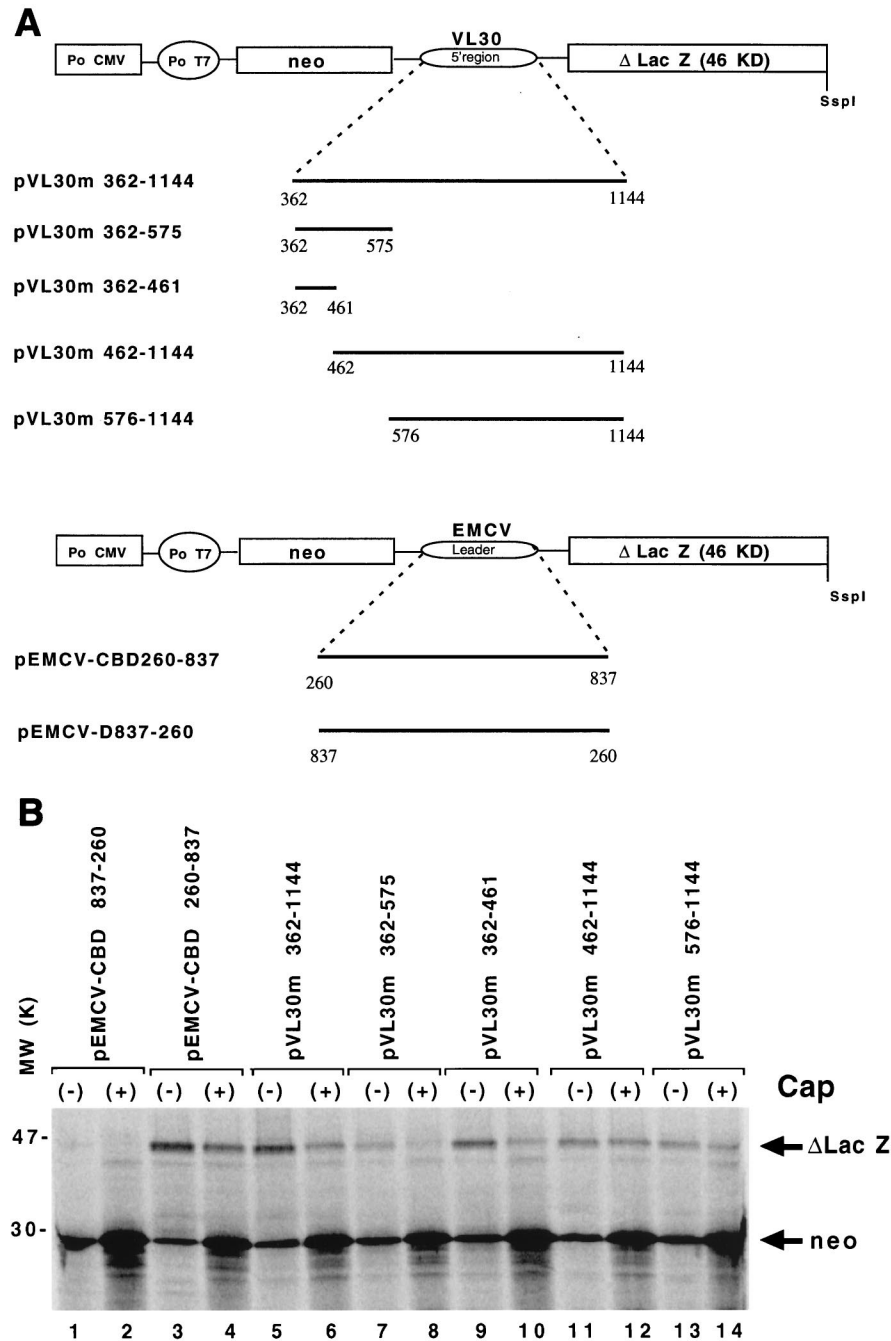 A
Po CMV Po T7 neo VL30 5'region Δ Lac Z (46 KD)
SspI
pVL30m 362-1144
362 1144
pVL30m 362-575
362 575
pVL30m 362-461
362 461
pVL30m 462-1144
462 1144
pVL30m 576-1144
576 1144
Po CMV Po T7 neo EMCV Leader Δ Lac Z (46 KD)
SspI
pEMCV-CBD260-837
260 837
pEMCV-D837-260
837 260
B
MW (K)
pEMCV-CBD 837-260
pEMCV-CBD 260-837
pVL30m 362-1144
pVL30m 362-575
pVL30m 362-461
pVL30m 462-1144
pVL30m 576-1144
(-) (+) (-) (+) (-) (+) (-) (+) (-) (+) (-) (+) (-) (+) Cap
47- ΔLac Z
30- neo
1 2 3 4 5 6 7 8 9 10 11 12 13 14